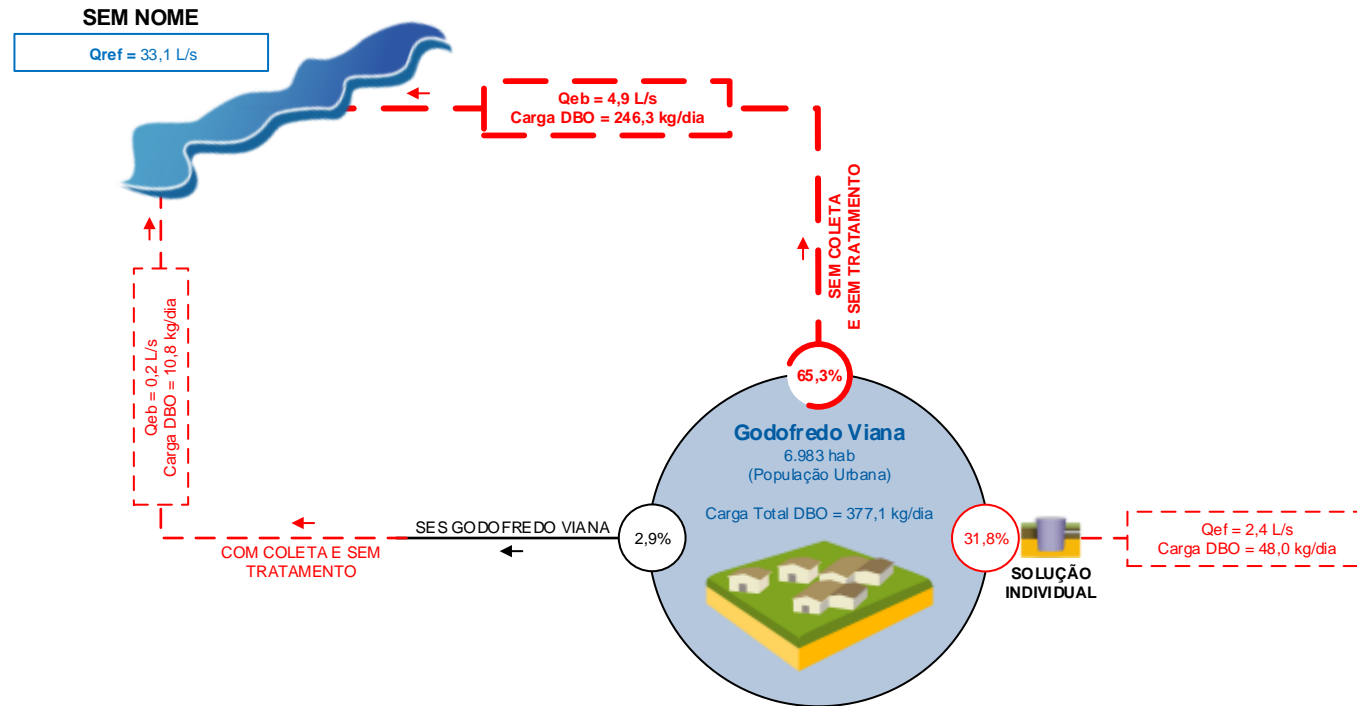 SEM NOME
Qref = 33,1 L/s
Qeb = 4,9 L/s
Carga DBO = 246,3 kg/dia
SEM COLETA
E SEM TRATAMENTO
Qeb = 0,2 L/s
Carga DBO = 10,8 kg/dia
65,3%
Godofredo Viana
6.983 hab
(População Urbana)
Carga Total DBO = 377,1 kg/dia
SES GODOFREDO VIANA
2,9%
COM COLETA E SEM
TRATAMENTO
31,8%
SOLUÇÃO
INDIVIDUAL
Qef = 2,4 L/s
Carga DBO = 48,0 kg/dia